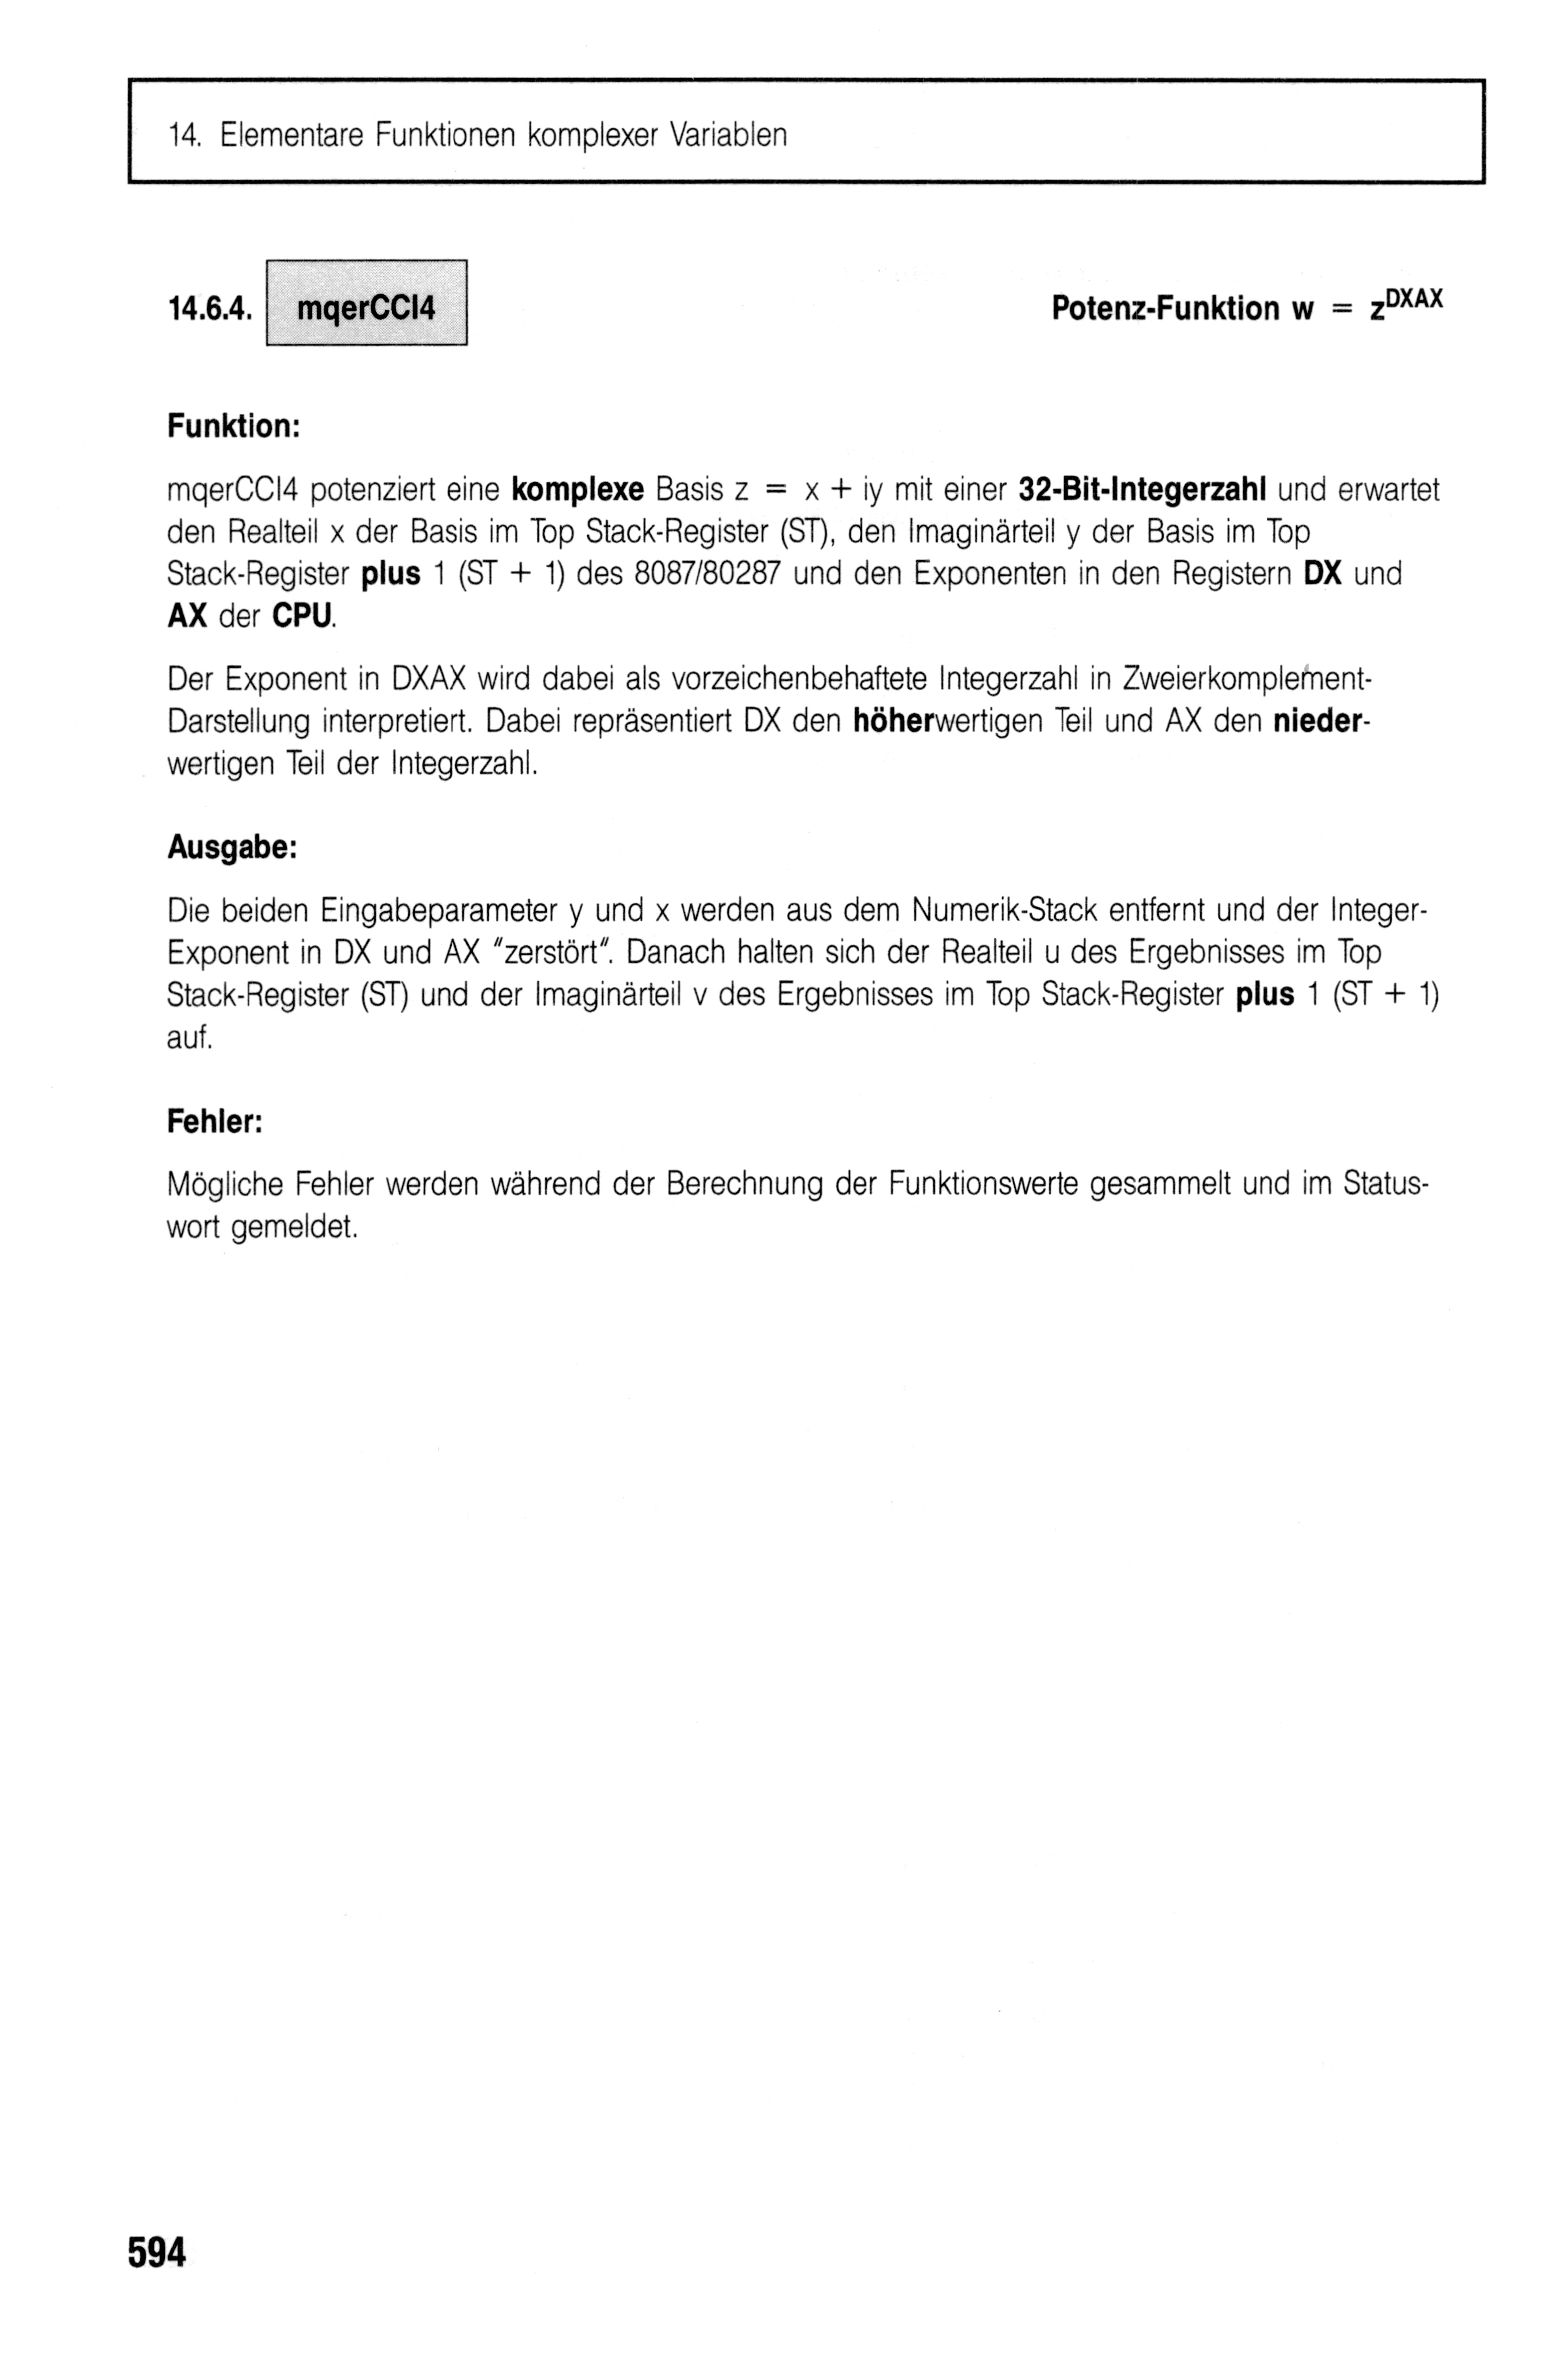 14. Elementare Funktionen komplexer Variablen
14.6.4. mqerCCI4 Potenz-Funktion w = z^DXAX
Funktion:
mqerCCI4 potenziert eine komplexe Basis z = x + iy mit einer 32-Bit-Integerzahl und erwartet
den Realteil x der Basis im Top Stack-Register (ST), den Imaginärteil y der Basis im Top
Stack-Register plus 1 (ST + 1) des 8087/80287 und den Exponenten in den Registern DX und
AX der CPU.
Der Exponent in DXAX wird dabei als vorzeichenbehaftete Integerzahl in Zweierkomplement-
Darstellung interpretiert. Dabei repräsentiert DX den höherwertigen Teil und AX den nieder-
wertigen Teil der Integerzahl.
Ausgabe:
Die beiden Eingabeparameter y und x werden aus dem Numerik-Stack entfernt und der Integer-
Exponent in DX und AX "zerstört". Danach halten sich der Realteil u des Ergebnisses im Top
Stack-Register (ST) und der Imaginärteil v des Ergebnisses im Top Stack-Register plus 1 (ST + 1)
auf.
Fehler:
Mögliche Fehler werden während der Berechnung der Funktionswerte gesammelt und im Status-
wort gemeldet.
594